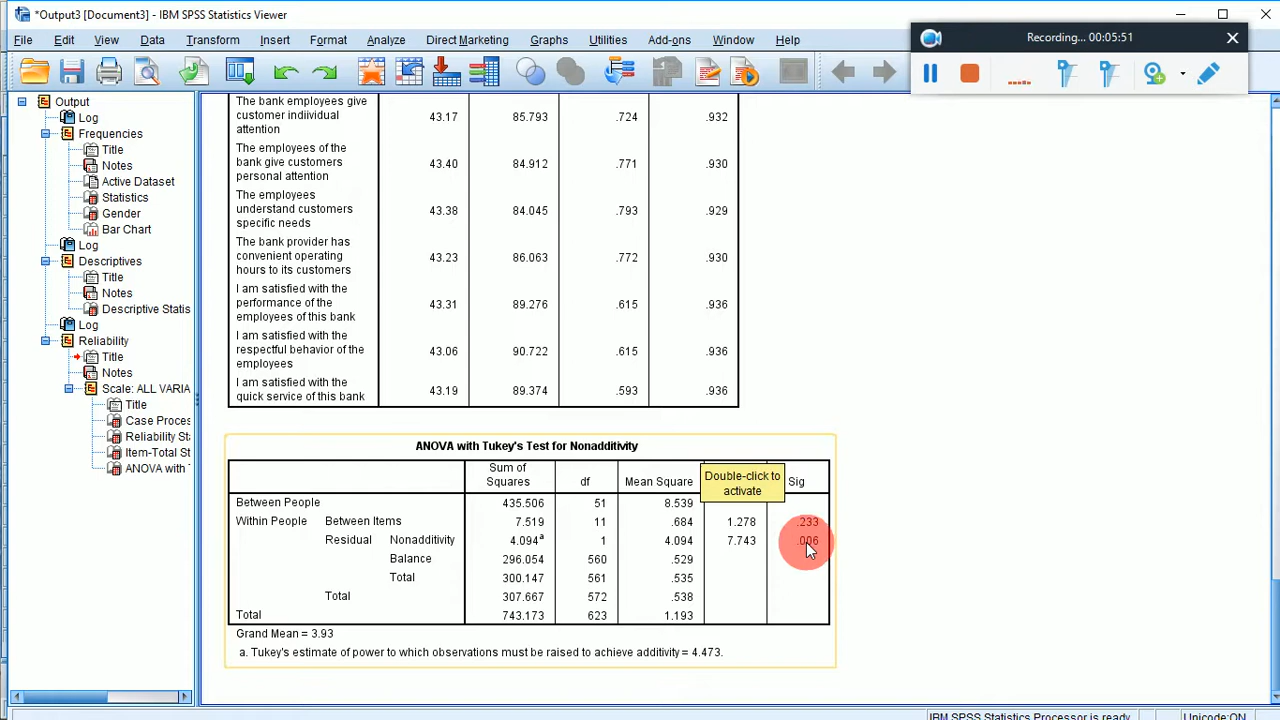 *Output3 [Document3] - IBM SPSS Statistics Viewer
File Edit View Data Transform Insert Format Analyze Direct Marketing Graphs Utilities Add-ons Window Help
Recording... 00:05:51
Output
Log
Frequencies
Title
Notes
Active Dataset
Statistics
Gender
Bar Chart
Log
Descriptives
Title
Notes
Descriptive Statis
Log
Reliability
Title
Notes
Scale: ALL VARIA
Title
Case Proces
Reliability St
Item-Total St
ANOVA with
The bank employees give
customer indiividual
attention
43.17 85.793 .724 .932
The employees of the
bank give customers
personal attention
43.40 84.912 .771 .930
The employees
understand customers
specific needs
43.38 84.045 .793 .929
The bank provider has
convenient operating
hours to its customers
43.23 86.063 .772 .930
I am satisfied with the
performance of the
employees of this bank
43.31 89.276 .615 .936
I am satisfied with the
respectful behavior of the
employees
43.06 90.722 .615 .936
I am satisfied with the
quick service of this bank
43.19 89.374 .593 .936
ANOVA with Tukey's Test for Nonadditivity
Sum of
Squares df Mean Square Sig
Double-click to
activate
Between People 435.506 51 8.539
Within People Between Items 7.519 11 .684 1.278 .233
Residual Nonadditivity 4.094a 1 4.094 7.743 .006
Balance 296.054 560 .529
Total 300.147 561 .535
Total 307.667 572 .538
Total 743.173 623 1.193
Grand Mean = 3.93
a. Tukey's estimate of power to which observations must be raised to achieve additivity = 4.473.
IBM SPSS Statistics Processor is ready Unicode:ON